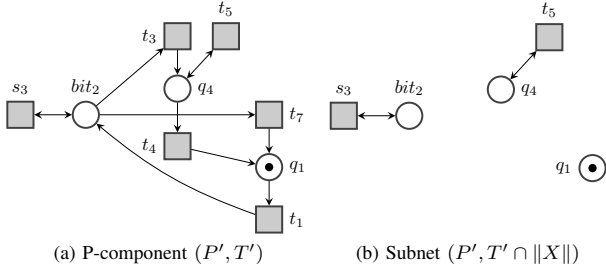 t₅
t₃
t₅
s₃
bit₂
q₄
s₃
bit₂
q₄
t₇
t₄
q₁
q₁
t₁
(a) P-component (P′, T′)
(b) Subnet (P′, T′ ∩ ‖X‖)